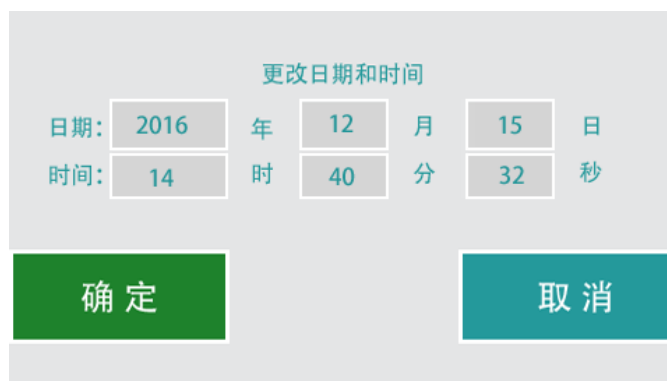 更改日期和时间
日期: 2016 年 12 月 15 日
时间: 14 时 40 分 32 秒
确 定 取 消